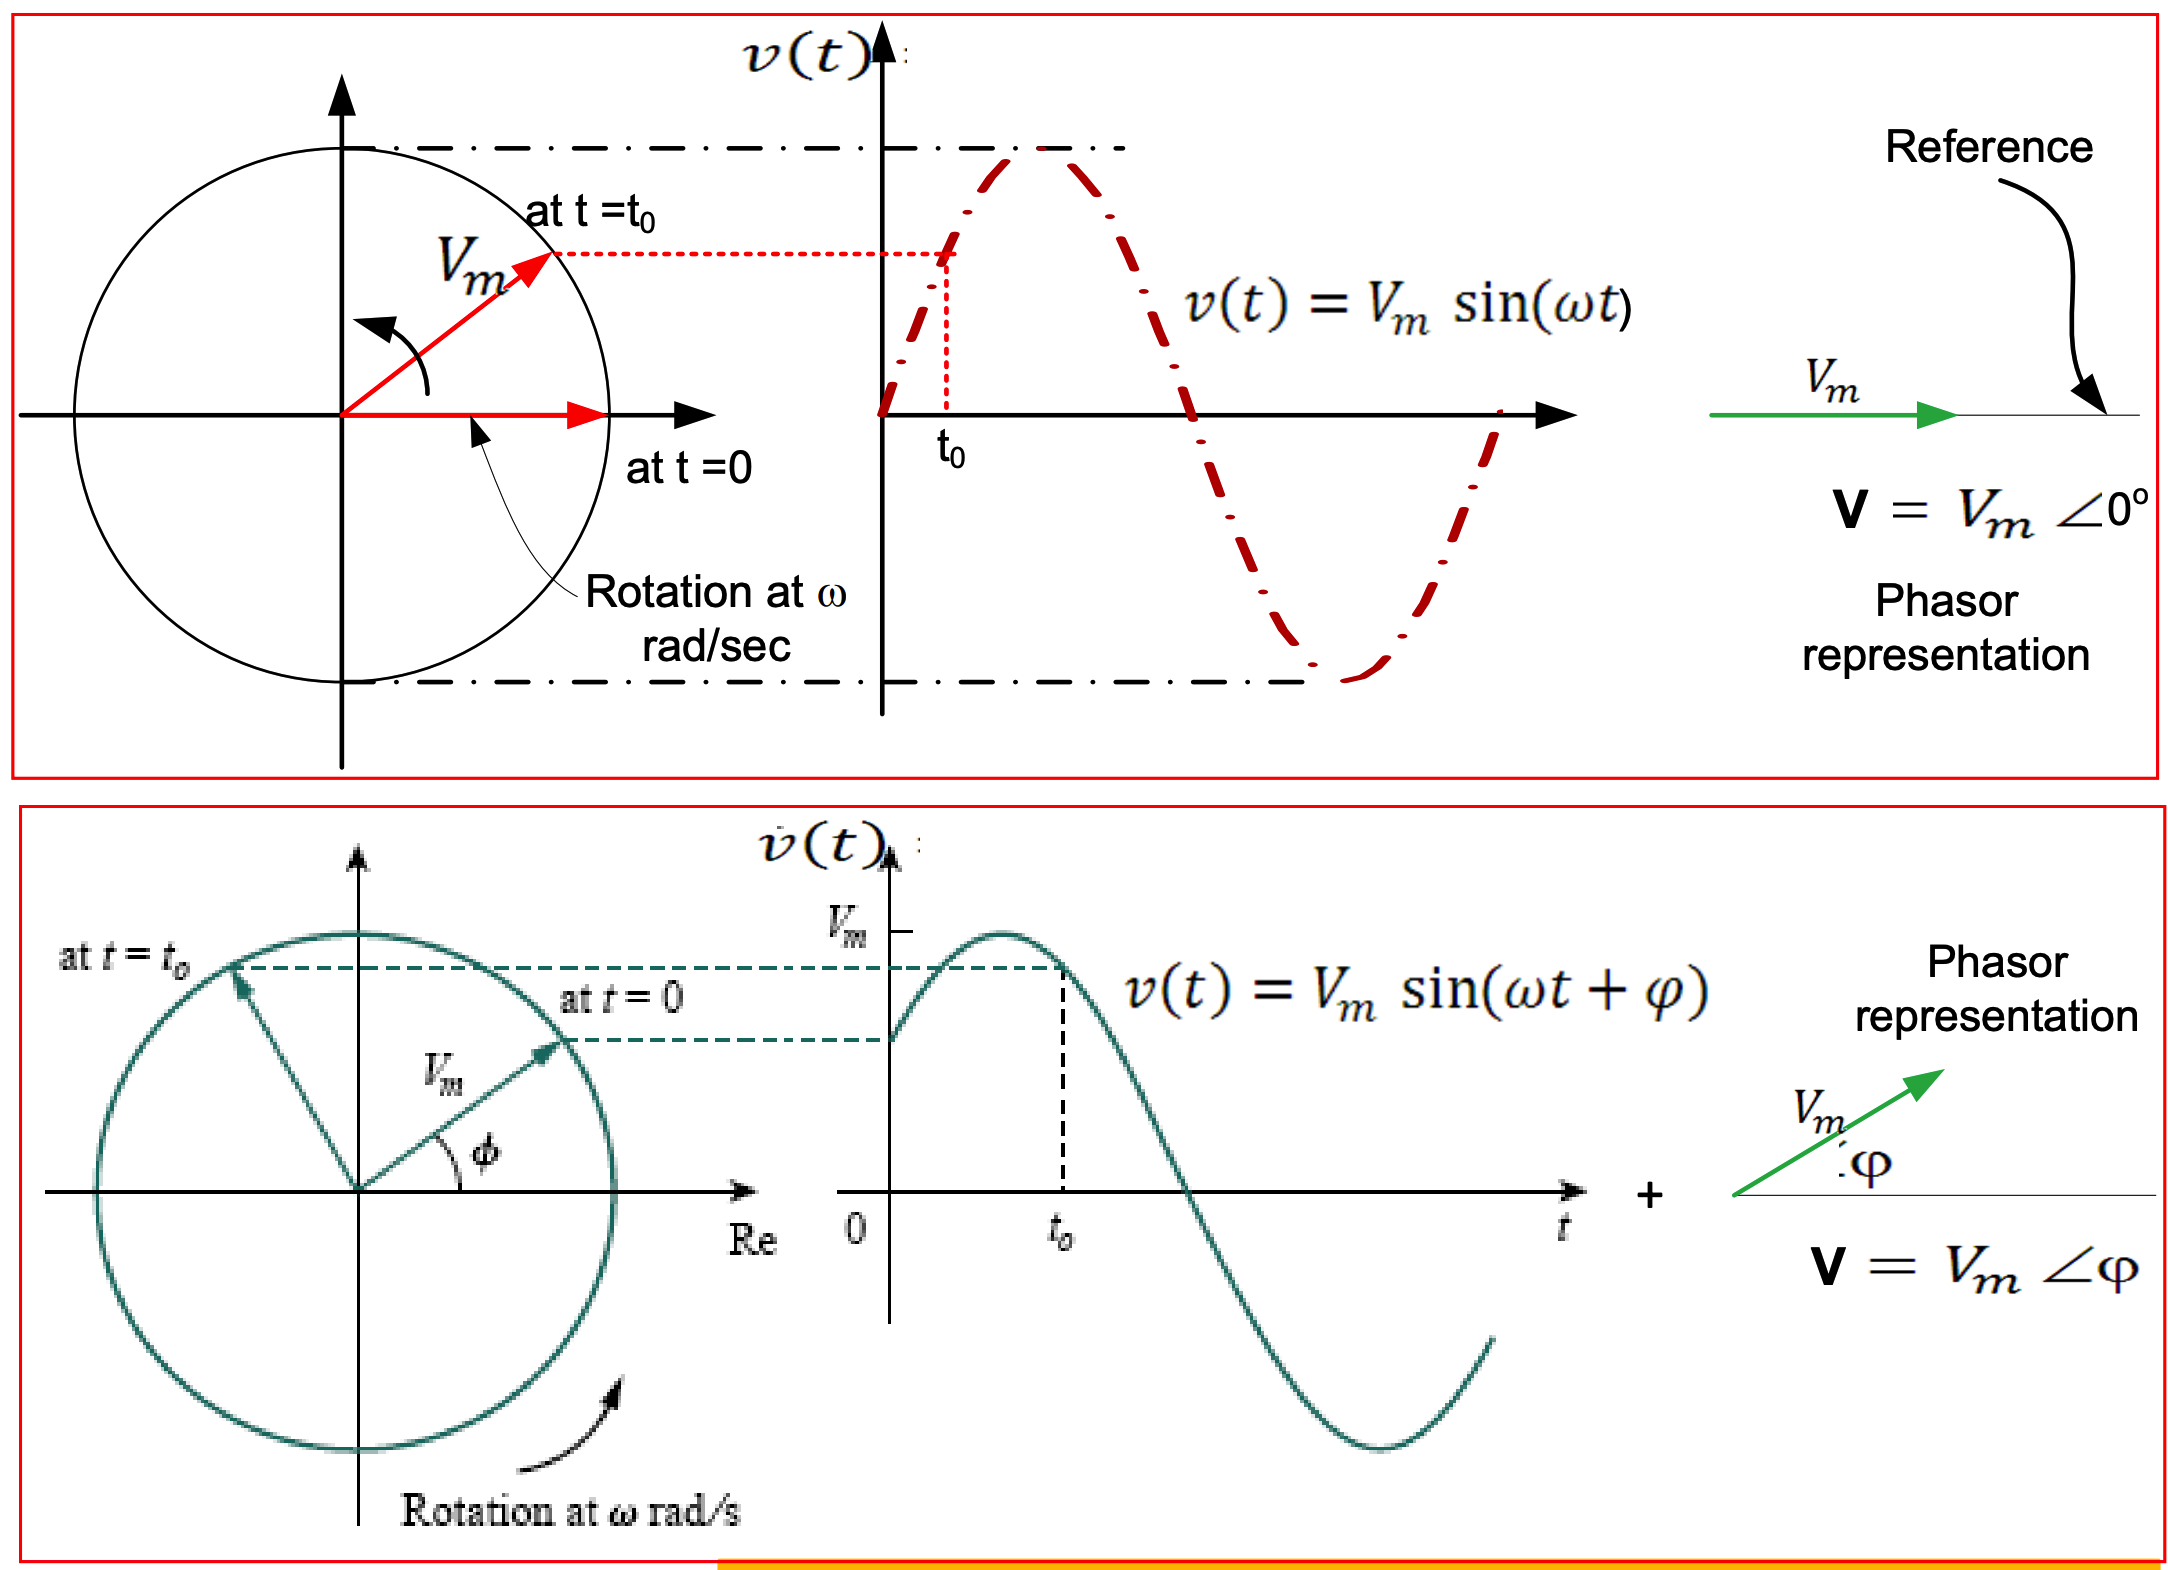 v(t)
at t =t₀
Vₘ
Reference
v(t) = Vₘ sin(ωt)
Vₘ
t₀
at t =0
V = Vₘ ∠0º
Rotation at ω
rad/sec
Phasor
representation
v(t)
Vₘ
at t = tₒ
at t = 0
v(t) = Vₘ sin(ωt + φ)
Phasor
representation
Vₘ
Vₘ
ϕ
φ
+
Re
0
tₒ
t
V = Vₘ ∠φ
Rotation at ω rad/s